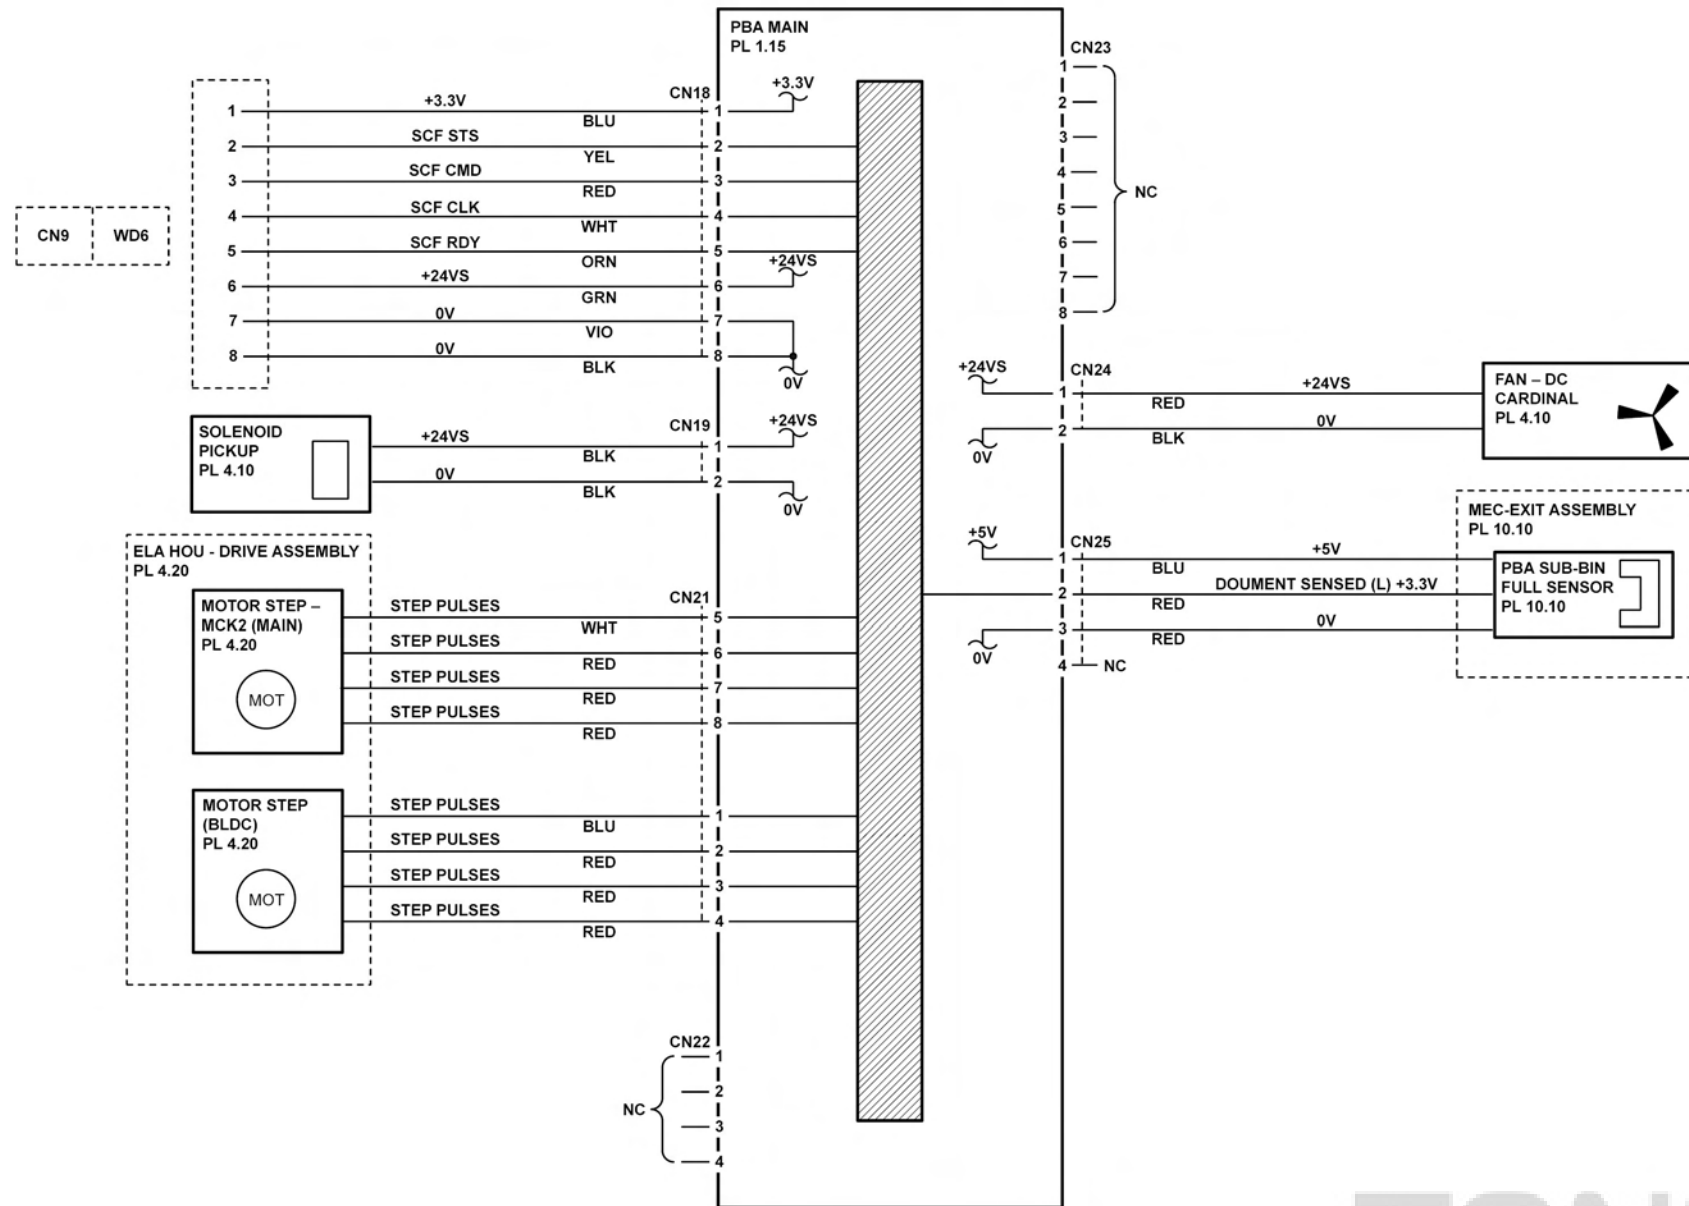 PBA MAIN
PL 1.15
CN18
+3.3V
1 +3.3V BLU 1
2 SCF STS YEL 2
3 SCF CMD RED 3
4 SCF CLK WHT 4
5 SCF RDY ORN 5
+24VS
6 +24VS GRN 6
7 0V VIO 7
8 0V BLK 8
0V
CN9 WD6
SOLENOID
PICKUP
PL 4.10
CN19
+24VS
+24VS BLK 1
0V BLK 2
0V
ELA HOU - DRIVE ASSEMBLY
PL 4.20
MOTOR STEP –
MCK2 (MAIN)
PL 4.20
MOT
CN21
STEP PULSES WHT 5
STEP PULSES RED 6
STEP PULSES RED 7
STEP PULSES RED 8
MOTOR STEP
(BLDC)
PL 4.20
MOT
STEP PULSES BLU 1
STEP PULSES RED 2
STEP PULSES RED 3
STEP PULSES RED 4
CN22
1
2
NC
3
4
CN23
1
2
3
4
NC
5
6
7
8
CN24
+24VS
1 RED +24VS
2 BLK 0V
0V
FAN – DC
CARDINAL
PL 4.10
CN25
+5V
1 BLU +5V
2 RED DOUMENT SENSED (L) +3.3V
3 RED 0V
0V
4 NC
MEC-EXIT ASSEMBLY
PL 10.10
PBA SUB-BIN
FULL SENSOR
PL 10.10